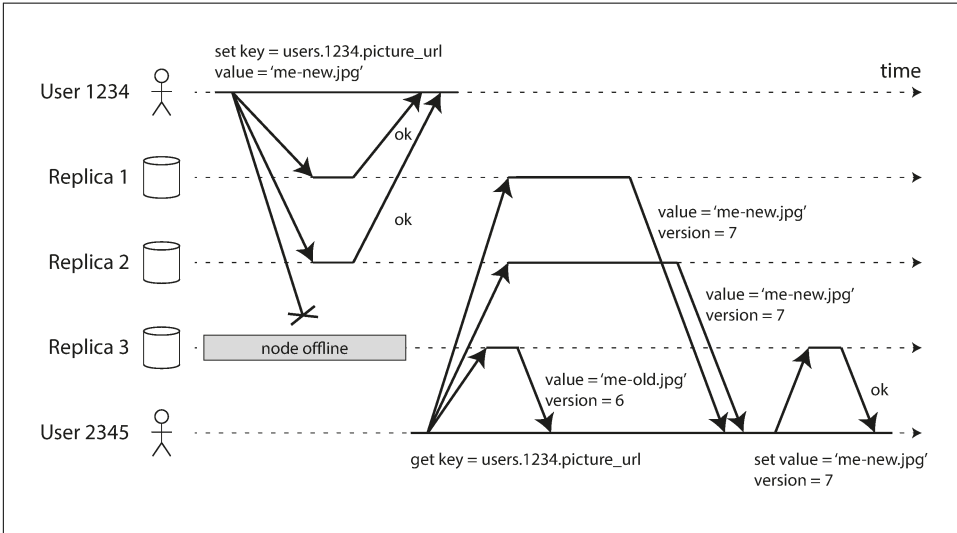 set key = users.1234.picture_url
value = ‘me-new.jpg’
time
User 1234
ok
Replica 1
value = ‘me-new.jpg’
version = 7
ok
Replica 2
value = ‘me-new.jpg’
version = 7
Replica 3
node offline
value = ‘me-old.jpg’
version = 6
ok
User 2345
get key = users.1234.picture_url
set value = ‘me-new.jpg’
version = 7